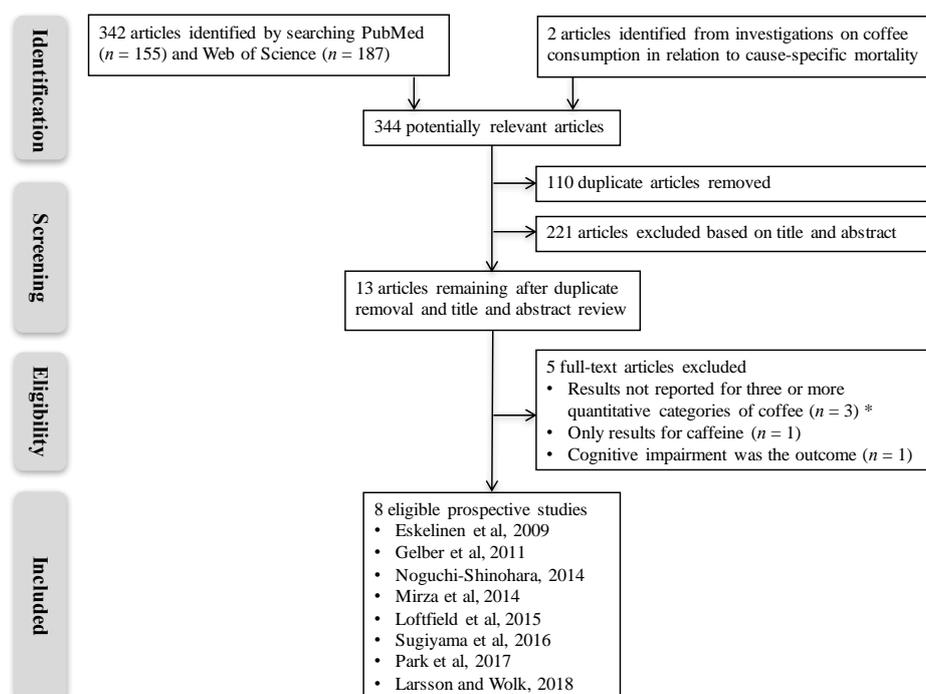 Identification
342 articles identified by searching PubMed
(n = 155) and Web of Science (n = 187)
2 articles identified from investigations on coffee
consumption in relation to cause-specific mortality
344 potentially relevant articles
Screening
110 duplicate articles removed
221 articles excluded based on title and abstract
13 articles remaining after duplicate
removal and title and abstract review
Eligibility
5 full-text articles excluded
• Results not reported for three or more
quantitative categories of coffee (n = 3) *
• Only results for caffeine (n = 1)
• Cognitive impairment was the outcome (n = 1)
Included
8 eligible prospective studies
• Eskelinen et al, 2009
• Gelber et al, 2011
• Noguchi-Shinohara, 2014
• Mirza et al, 2014
• Loftfield et al, 2015
• Sugiyama et al, 2016
• Park et al, 2017
• Larsson and Wolk, 2018